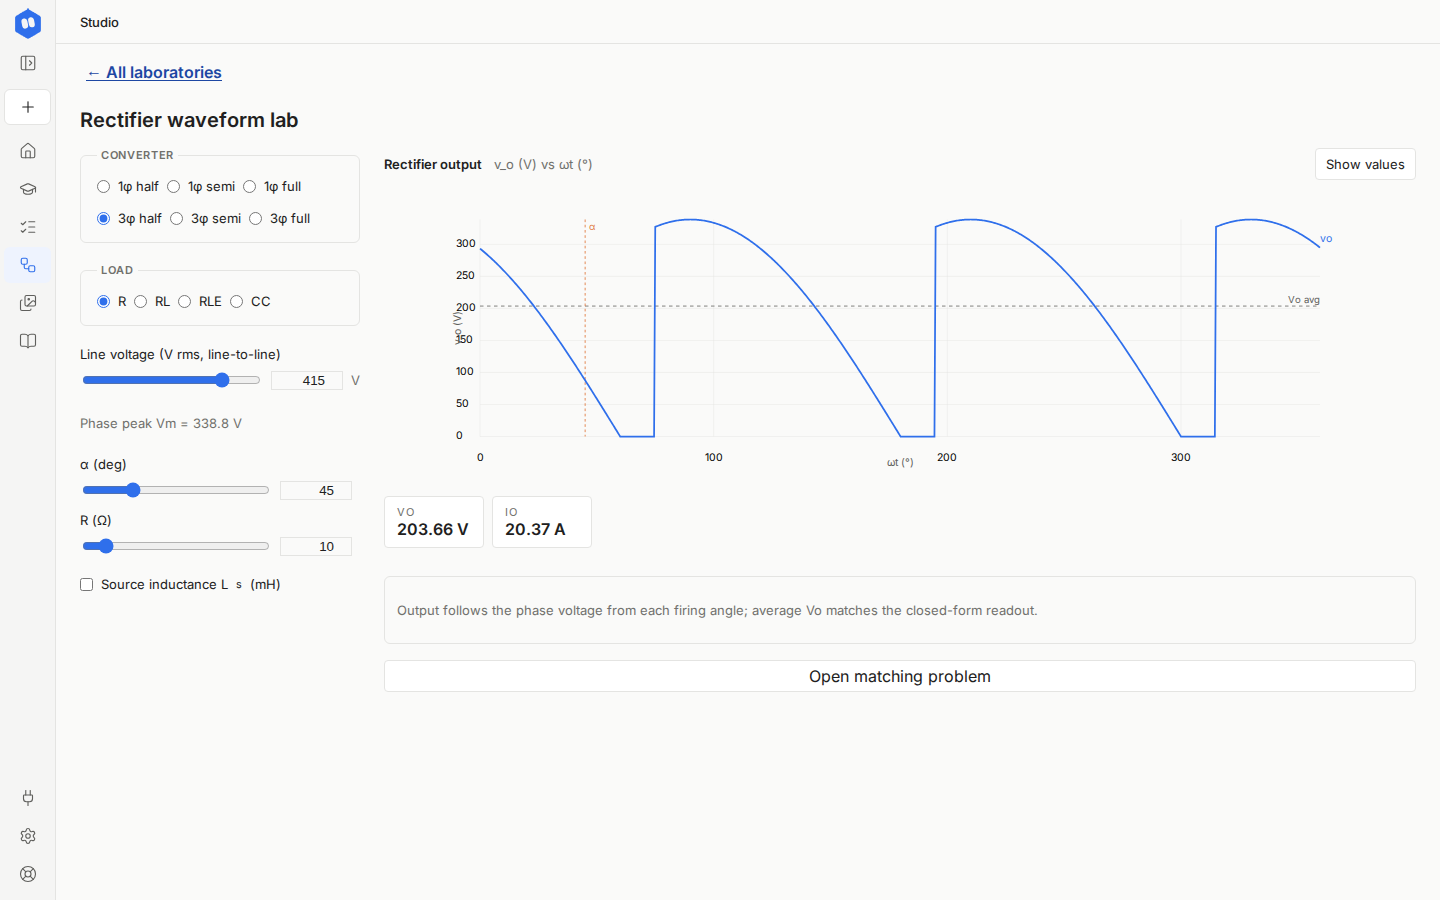 Studio
← All laboratories
Rectifier waveform lab
CONVERTER
1φ half 1φ semi 1φ full
3φ half 3φ semi 3φ full
LOAD
R RL RLE CC
Line voltage (V rms, line-to-line)
415 V
Phase peak Vm = 338.8 V
α (deg)
45
R (Ω)
10
Source inductance L s (mH)
Rectifier output v_o (V) vs ωt (°)
Show values
α
vo
Vo avg
300
250
200
150
100
50
0
vo (V)
0 100 200 300
ωt (°)
VO
203.66 V
IO
20.37 A
Output follows the phase voltage from each firing angle; average Vo matches the closed-form readout.
Open matching problem